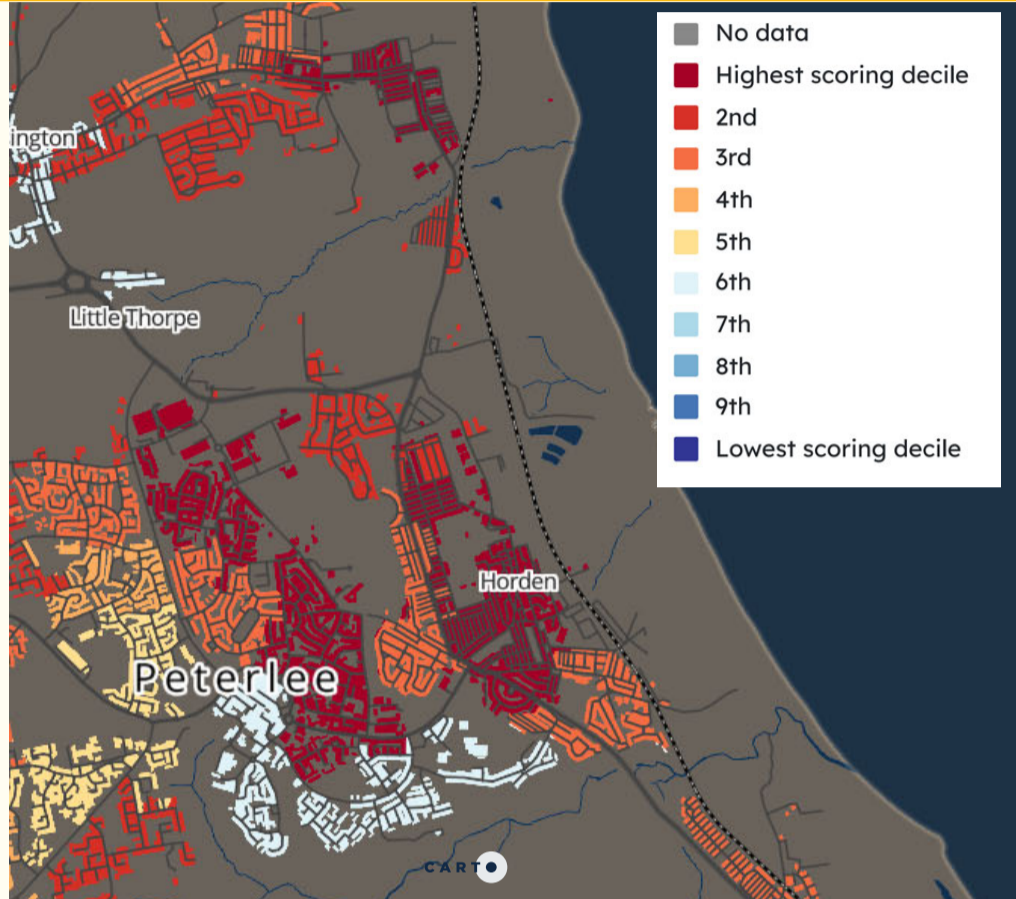 No data
Highest scoring decile
2nd
3rd
4th
5th
6th
7th
8th
9th
Lowest scoring decile
ington
Little Thorpe
Horden
Peterlee
CARTO